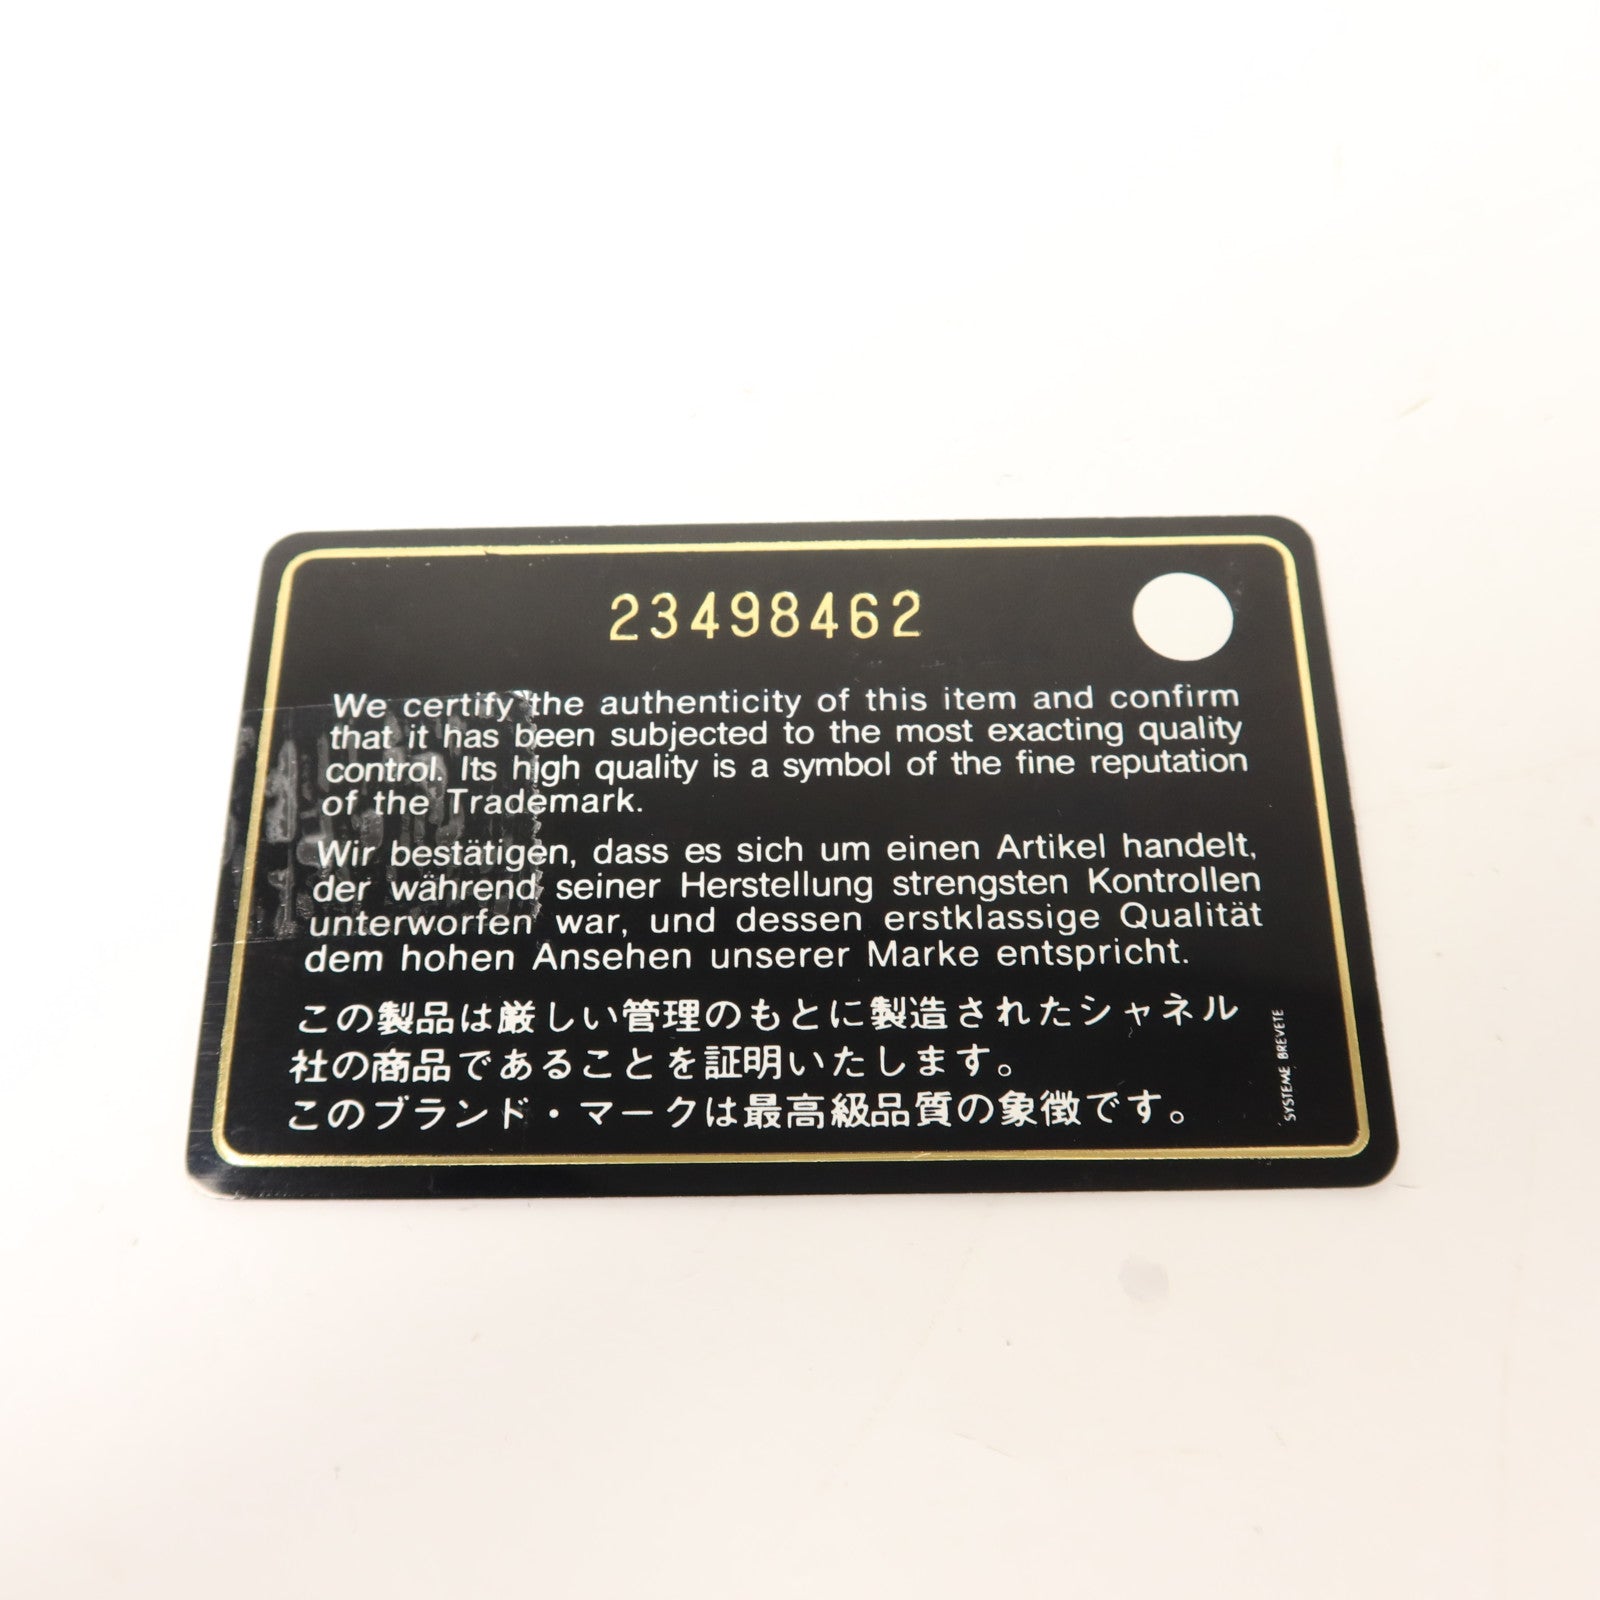 23498462
We certify the authenticity of this item and confirm
that it has been subjected to the most exacting quality
control. Its high quality is a symbol of the fine reputation
of the Trademark.
Wir bestätigen, dass es sich um einen Artikel handelt,
der während seiner Herstellung strengsten Kontrollen
unterworfen war, und dessen erstklassige Qualität
dem hohen Ansehen unserer Marke entspricht.
この製品は厳しい管理のもとに製造されたシャネル
社の商品であることを証明いたします。
このブランド・マークは最高級品質の象徴です。
SYSTEME BREVETE